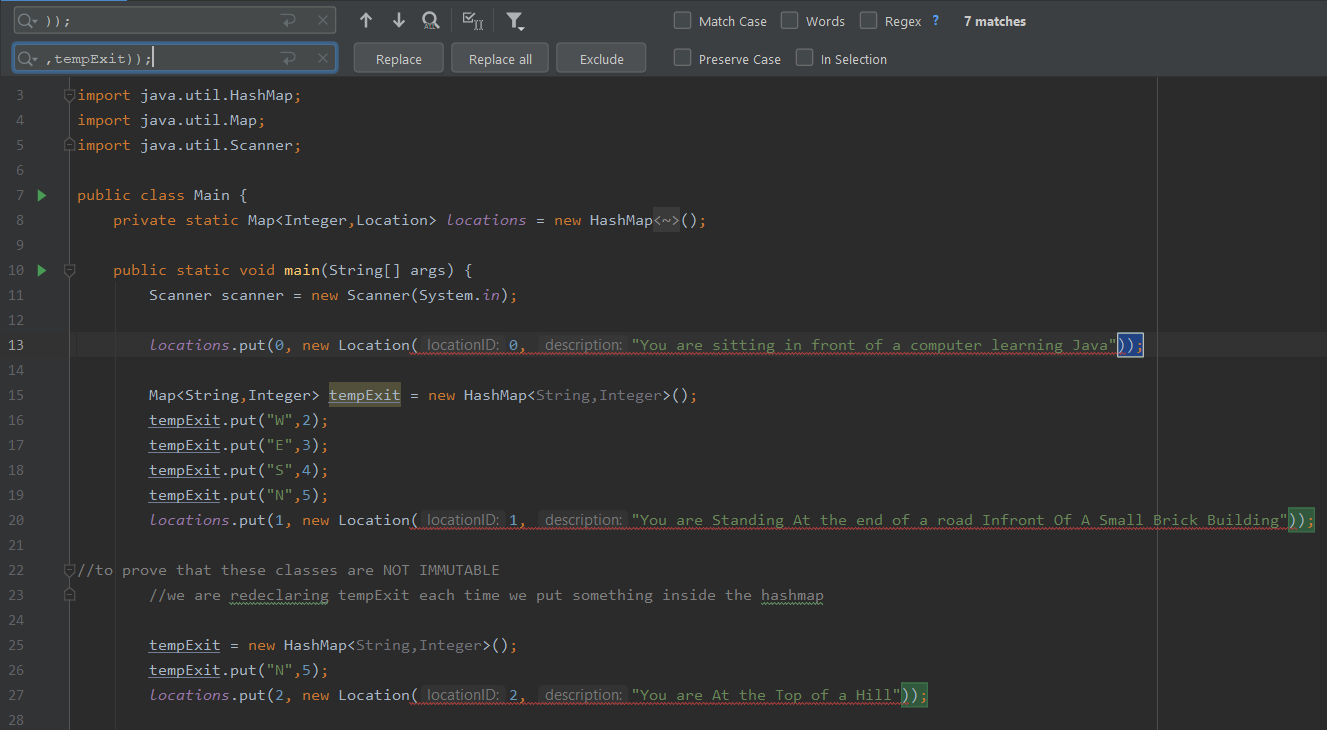 ));
Match Case Words Regex ? 7 matches
,tempExit));
Replace Replace all Exclude Preserve Case In Selection
3 import java.util.HashMap;
4 import java.util.Map;
5 import java.util.Scanner;
6
7 public class Main {
8 private static Map<Integer,Location> locations = new HashMap<~>();
9
10 public static void main(String[] args) {
11 Scanner scanner = new Scanner(System.in);
12
13 locations.put(0, new Location( locationID: 0, description: "You are sitting in front of a computer learning Java"));
14
15 Map<String,Integer> tempExit = new HashMap<String,Integer>();
16 tempExit.put("W",2);
17 tempExit.put("E",3);
18 tempExit.put("S",4);
19 tempExit.put("N",5);
20 locations.put(1, new Location( locationID: 1, description: "You are Standing At the end of a road Infront Of A Small Brick Building"));
21
22 //to prove that these classes are NOT IMMUTABLE
23 //we are redeclaring tempExit each time we put something inside the hashmap
24
25 tempExit = new HashMap<String,Integer>();
26 tempExit.put("N",5);
27 locations.put(2, new Location( locationID: 2, description: "You are At the Top of a Hill"));
28